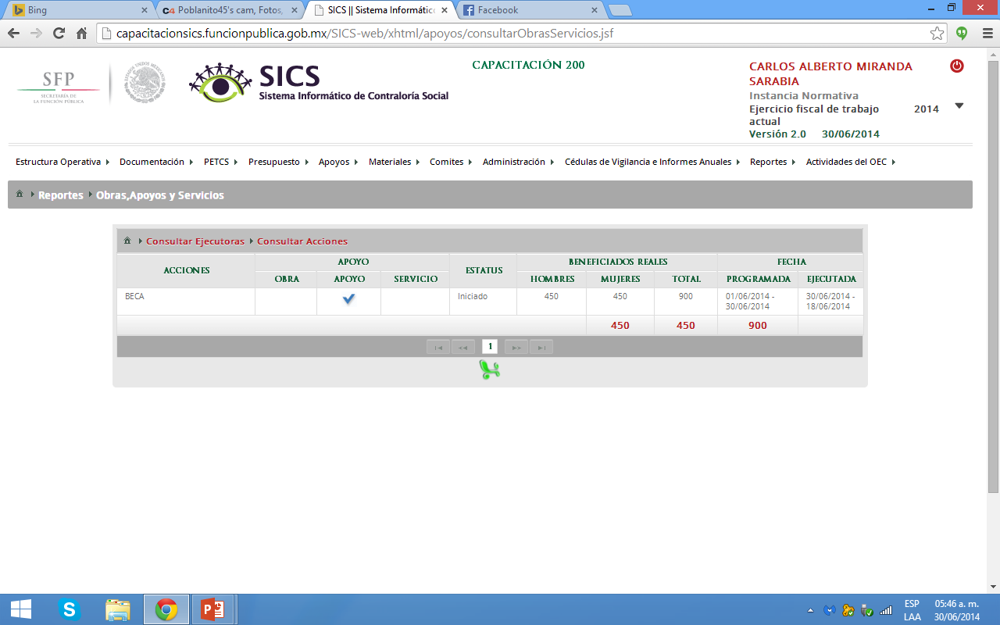 Bing
C4 Poblanito45's cam, Fotos,
SICS || Sistema Informátic
Facebook
capacitacionsics.funcionpublica.gob.mx/SICS-web/xhtml/apoyos/consultarObrasServicios.jsf
SFP
SECRETARÍA DE
LA FUNCIÓN PÚBLICA
ESTADOS UNIDOS MEXICANOS
SICS
Sistema Informático de Contraloría Social
CAPACITACIÓN 200
CARLOS ALBERTO MIRANDA
SARABIA
Instancia Normativa
Ejercicio fiscal de trabajo 2014
actual
Versión 2.0 30/06/2014
Estructura Operativa Documentación PETCS Presupuesto Apoyos Materiales Comites Administración Cédulas de Vigilancia e Informes Anuales Reportes Actividades del OEC
Reportes Obras,Apoyos y Servicios
Consultar Ejecutoras Consultar Acciones
ACCIONES APOYO ESTATUS BENEFICIADOS REALES FECHA
OBRA APOYO SERVICIO HOMBRES MUJERES TOTAL PROGRAMADA EJECUTADA
BECA Iniciado 450 450 900 01/06/2014 - 30/06/2014 -
30/06/2014 18/06/2014
450 450 900
1
ESP 05:46 a. m.
LAA 30/06/2014